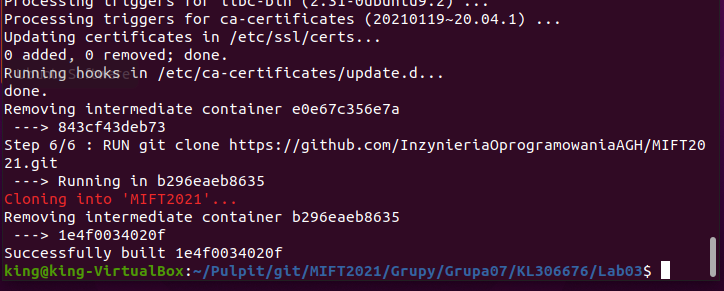 Processing triggers for libc-bin (2.31-0ubuntu9.2) ...
Processing triggers for ca-certificates (20210119~20.04.1) ...
Updating certificates in /etc/ssl/certs...
0 added, 0 removed; done.
Running hooks in /etc/ca-certificates/update.d...
done.
Removing intermediate container e0e67c356e7a
 ---> 843cf43deb73
Step 6/6 : RUN git clone https://github.com/InzynieriaOprogramowaniaAGH/MIFT20
21.git
 ---> Running in b296eaeb8635
Cloning into 'MIFT2021'...
Removing intermediate container b296eaeb8635
 ---> 1e4f0034020f
Successfully built 1e4f0034020f
king@king-VirtualBox:~/Pulpit/git/MIFT2021/Grupy/Grupa07/KL306676/Lab03$